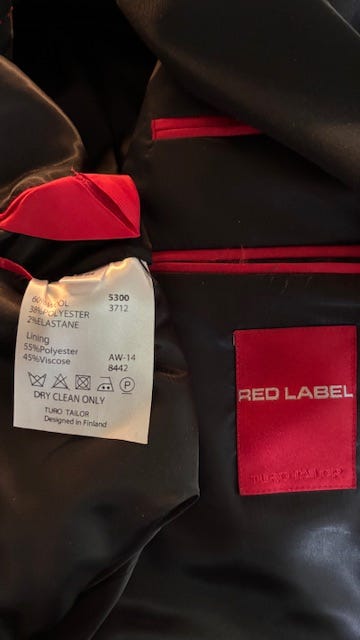 60% WOOL 5300
38%POLYESTER 3712
2%ELASTANE
Lining
55%Polyester AW-14
45%Viscose 8442
P
DRY CLEAN ONLY
TURO TAILOR
Designed in Finland
RED LABEL
TURO TAILOR